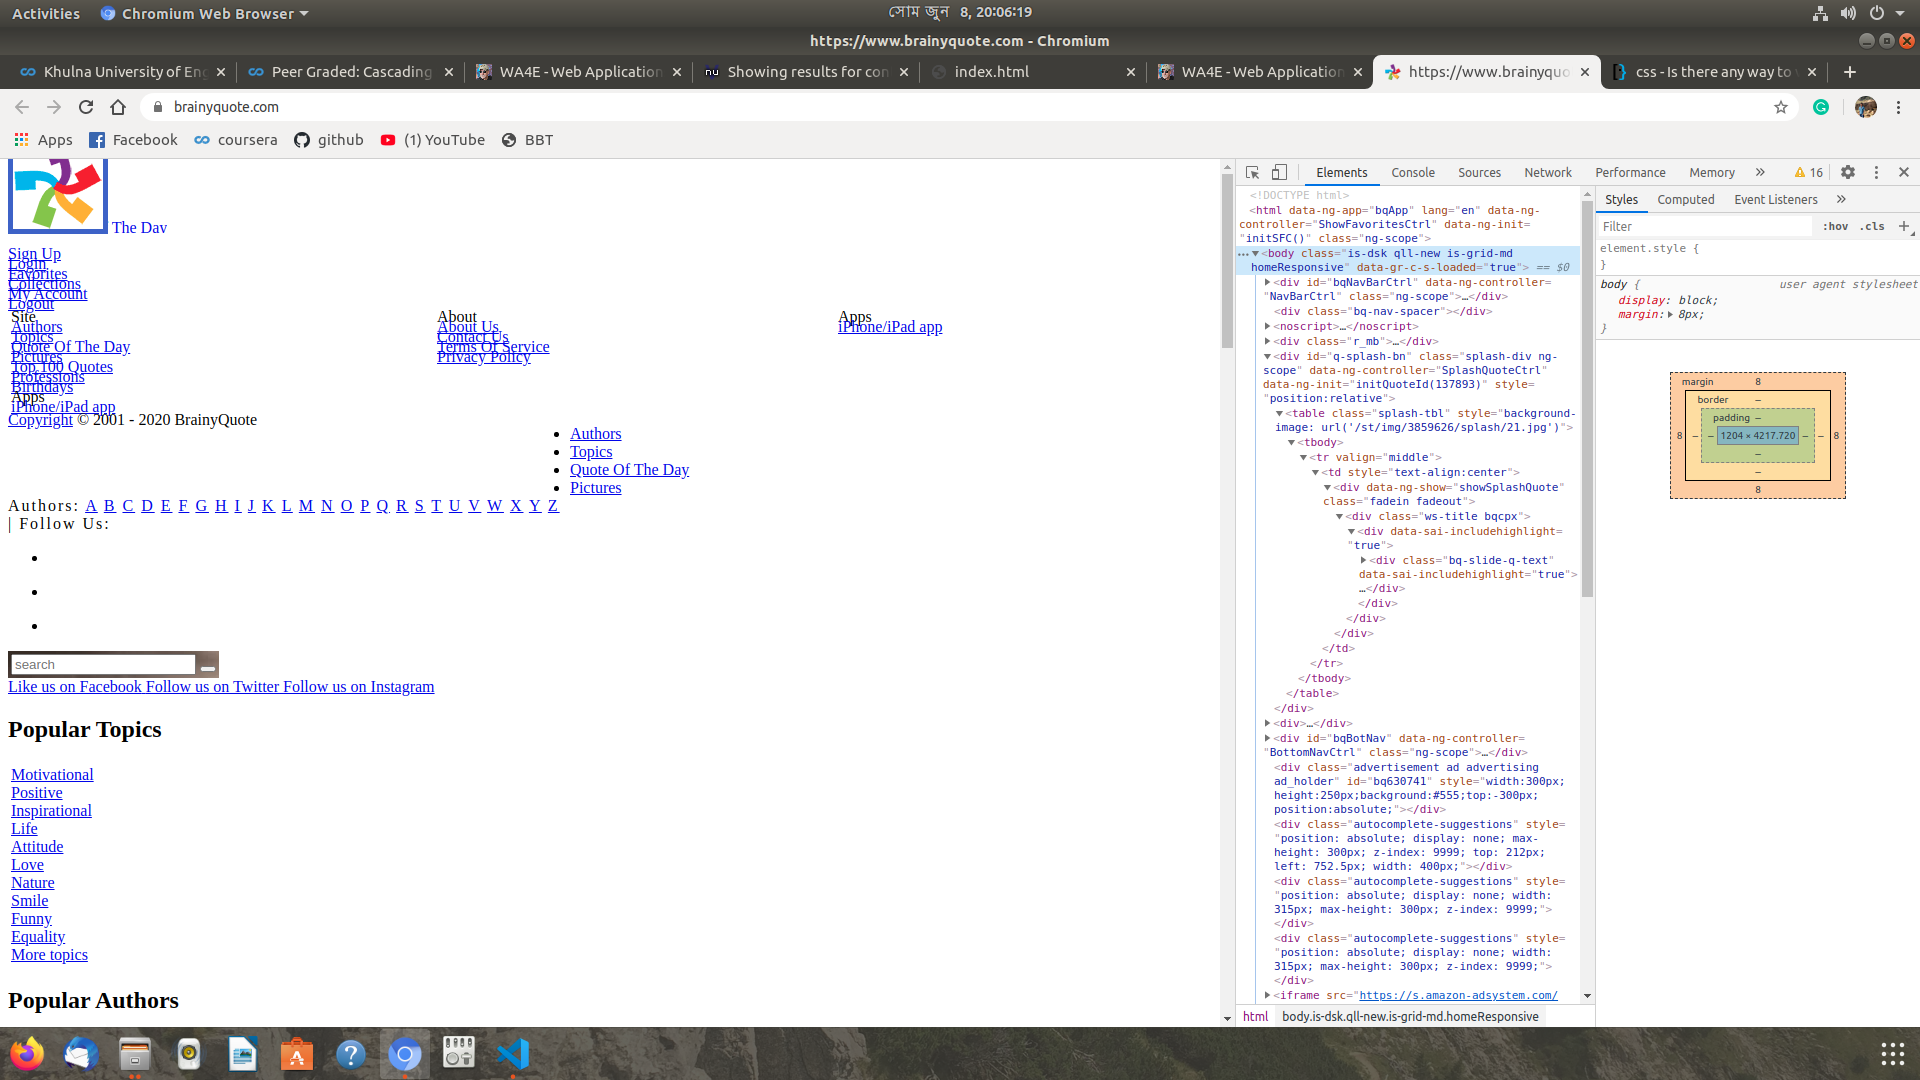 Activities Chromium Web Browser সোম জুন 8, 20:06:19
https://www.brainyquote.com - Chromium
Khulna University of En Peer Graded: Cascading WA4E - Web Application Showing results for con index.html WA4E - Web Application https://www.brainyquo css - Is there any way to
brainyquote.com
Apps Facebook coursera github (1) YouTube BBT
The Day
Sign Up
Login
Favorites
Collections
My Account
Logout
Site
Authors
Topics
Quote Of The Day
Pictures
Top 100 Quotes
Professions
Birthdays
Apps
iPhone/iPad app
About
About Us
Contact Us
Terms Of Service
Privacy Policy
Apps
iPhone/iPad app
Copyright © 2001 - 2020 BrainyQuote
Authors
Topics
Quote Of The Day
Pictures
Authors: A B C D E F G H I J K L M N O P Q R S T U V W X Y Z
| Follow Us:
search
Like us on Facebook Follow us on Twitter Follow us on Instagram
Popular Topics
Motivational
Positive
Inspirational
Life
Attitude
Love
Nature
Smile
Funny
Equality
More topics
Popular Authors
Elements Console Sources Network Performance Memory » 16
<!DOCTYPE html>
<html data-ng-app="bqApp" lang="en" data-ng-
controller="ShowFavoritesCtrl" data-ng-init=
"initSFC()" class="ng-scope">
<body class="is-dsk qll-new is-grid-md
homeResponsive" data-gr-c-s-loaded="true"> == $0
<div id="bqNavBarCtrl" data-ng-controller=
"NavBarCtrl" class="ng-scope">…</div>
<div class="bq-nav-spacer"></div>
<noscript>…</noscript>
<div class="r_mb">…</div>
<div id="q-splash-bn" class="splash-div ng-
scope" data-ng-controller="SplashQuoteCtrl"
data-ng-init="initQuoteId(137893)" style=
"position:relative">
<table class="splash-tbl" style="background-
image: url('/st/img/3859626/splash/21.jpg')">
<tbody>
<tr valign="middle">
<td style="text-align:center">
<div data-ng-show="showSplashQuote"
class="fadein fadeout">
<div class="ws-title bqcpx">
<div data-sai-includehighlight=
"true">
<div class="bq-slide-q-text"
data-sai-includehighlight="true">
…</div>
</div>
</div>
</div>
</td>
</tr>
</tbody>
</table>
</div>
<div>…</div>
<div id="bqBotNav" data-ng-controller=
"BottomNavCtrl" class="ng-scope">…</div>
<div class="advertisement ad advertising
ad_holder" id="bq630741" style="width:300px;
height:250px;background:#555;top:-300px;
position:absolute;"></div>
<div class="autocomplete-suggestions" style=
"position: absolute; display: none; max-
height: 300px; z-index: 9999; top: 212px;
left: 752.5px; width: 400px;"></div>
<div class="autocomplete-suggestions" style=
"position: absolute; display: none; width:
315px; max-height: 300px; z-index: 9999;">
</div>
<div class="autocomplete-suggestions" style=
"position: absolute; display: none; width:
315px; max-height: 300px; z-index: 9999;">
</div>
<iframe src="https://s.amazon-adsystem.com/
html body.is-dsk.qll-new.is-grid-md.homeResponsive
Styles Computed Event Listeners »
Filter :hov .cls +
element.style {
}
body { user agent stylesheet
display: block;
margin: 8px;
}
margin 8
border –
padding –
8 – – 1204 × 4217.720 – – 8
–
–
8